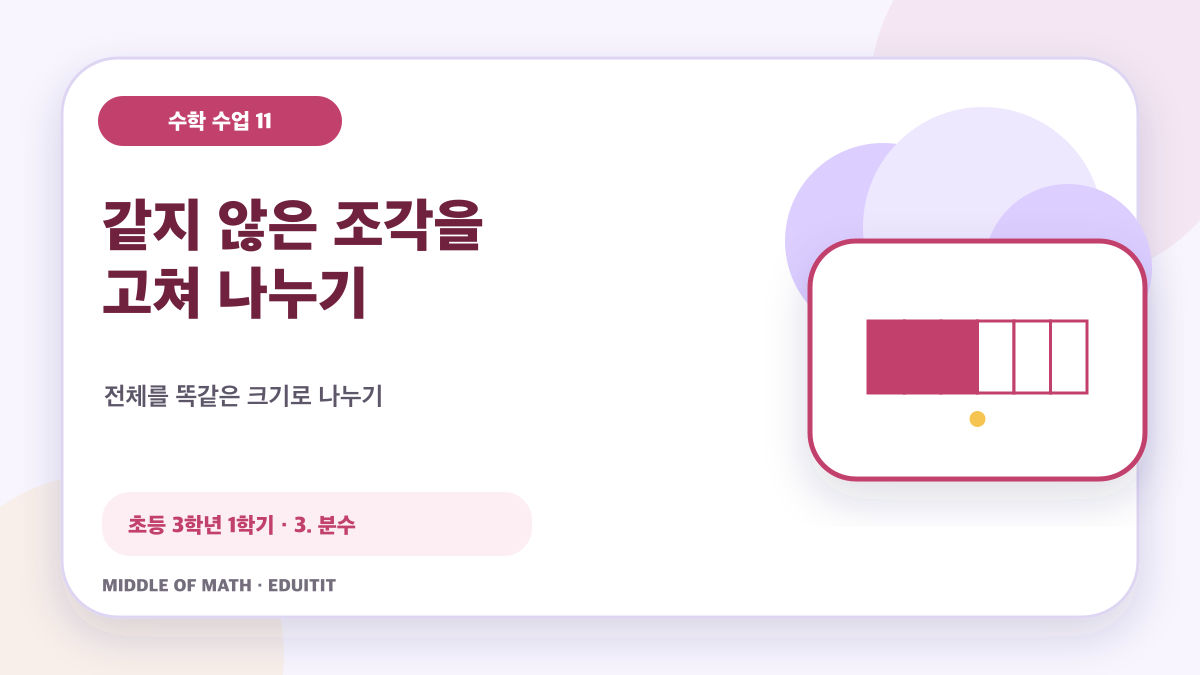 수학 수업 11
같지 않은 조각을
고쳐 나누기
전체를 똑같은 크기로 나누기
초등 3학년 1학기 · 3. 분수
MIDDLE OF MATH · EDUITIT